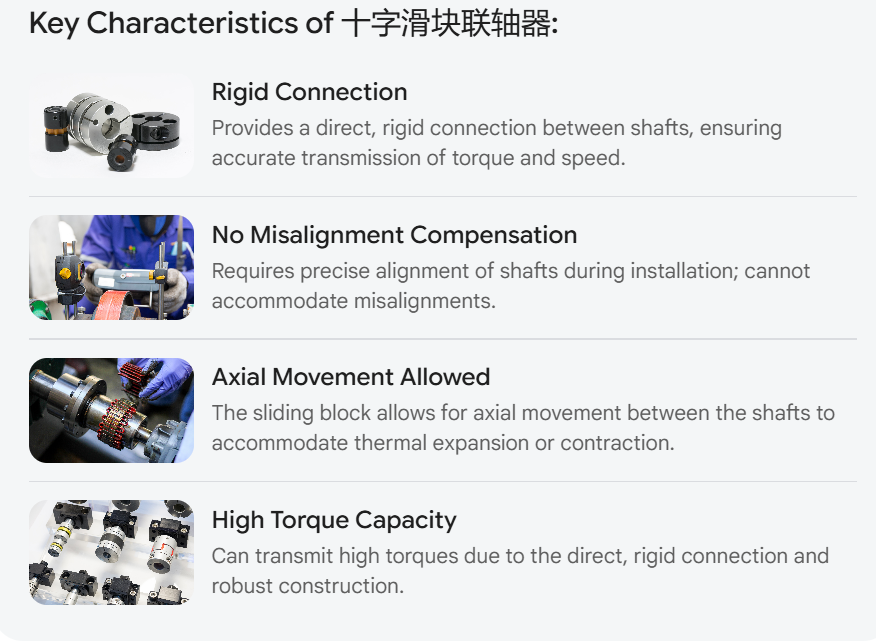 Key Characteristics of 十字滑块联轴器:
Rigid Connection
Provides a direct, rigid connection between shafts, ensuring
accurate transmission of torque and speed.
No Misalignment Compensation
Requires precise alignment of shafts during installation; cannot
accommodate misalignments.
Axial Movement Allowed
The sliding block allows for axial movement between the shafts to
accommodate thermal expansion or contraction.
High Torque Capacity
Can transmit high torques due to the direct, rigid connection and
robust construction.